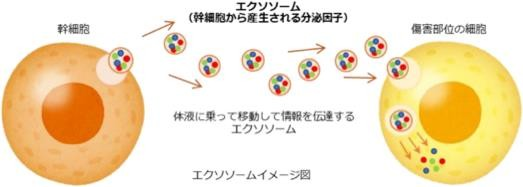 エクソソーム
（幹細胞から産生される分泌因子）
幹細胞
傷害部位の細胞
体液に乗って移動して情報を伝達する
エクソソーム
エクソソームイメージ図